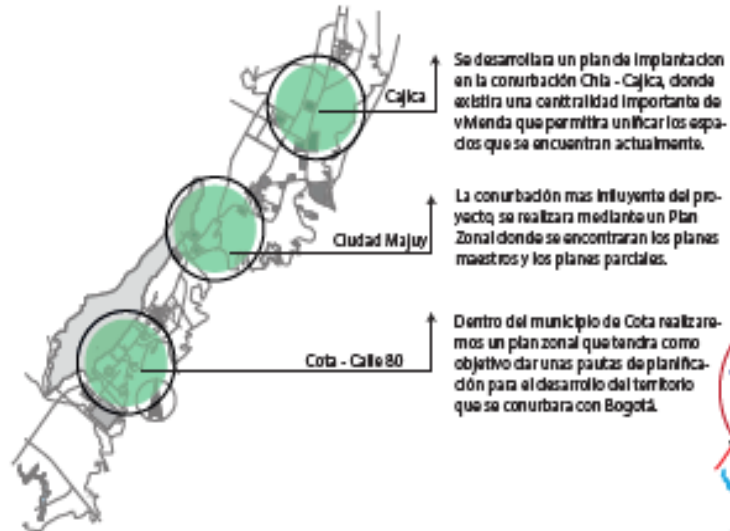 Cajica
Se desarrollara un plan de implantacion
en la conurbación Chia - Cajica, donde
existira una centtralidad importante de
vivienda que permitira unificar los espa-
cios que se encuentran actualmente.
Ciudad Majuy
La conurbación mas influyente del pro-
yecto, se realizara mediante un Plan
Zonal donde se encontraran los planes
maestros y los planes parciales.
Cota - Calle 80
Dentro del municipio de Cota realizare-
mos un plan zonal que tendra como
objetivo dar unas pautas de planifica-
ción para el desarrollo del territorio
que se conurbara con Bogotá.